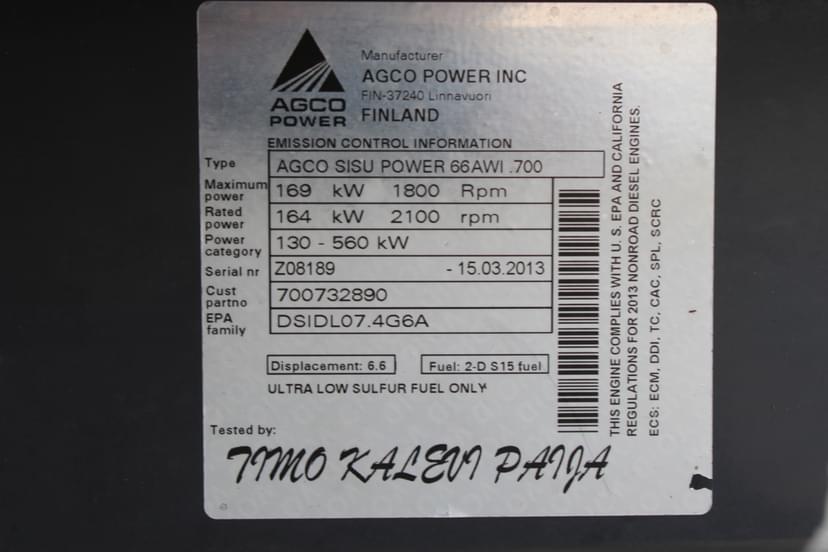 Manufacturer
AGCO POWER INC
FIN-37240 Linnavuori
FINLAND
AGCO
POWER
EMISSION CONTROL INFORMATION
Type AGCO SISU POWER 66AWI .700
Maximum power 169 kW 1800 Rpm
Rated power 164 kW 2100 rpm
Power category 130 - 560 kW
Serial nr Z08189 - 15.03.2013
Cust partno 700732890
EPA family DSIDL07.4G6A
Displacement: 6.6 Fuel: 2-D S15 fuel
ULTRA LOW SULFUR FUEL ONLY
Tested by:
TIMO KALEVI PAIJA
THIS ENGINE COMPLIES WITH U. S. EPA AND CALIFORNIA
REGULATIONS FOR 2013 NONROAD DIESEL ENGINES.
ECS: ECM, DDI, TC, CAC, SPL, SCRC